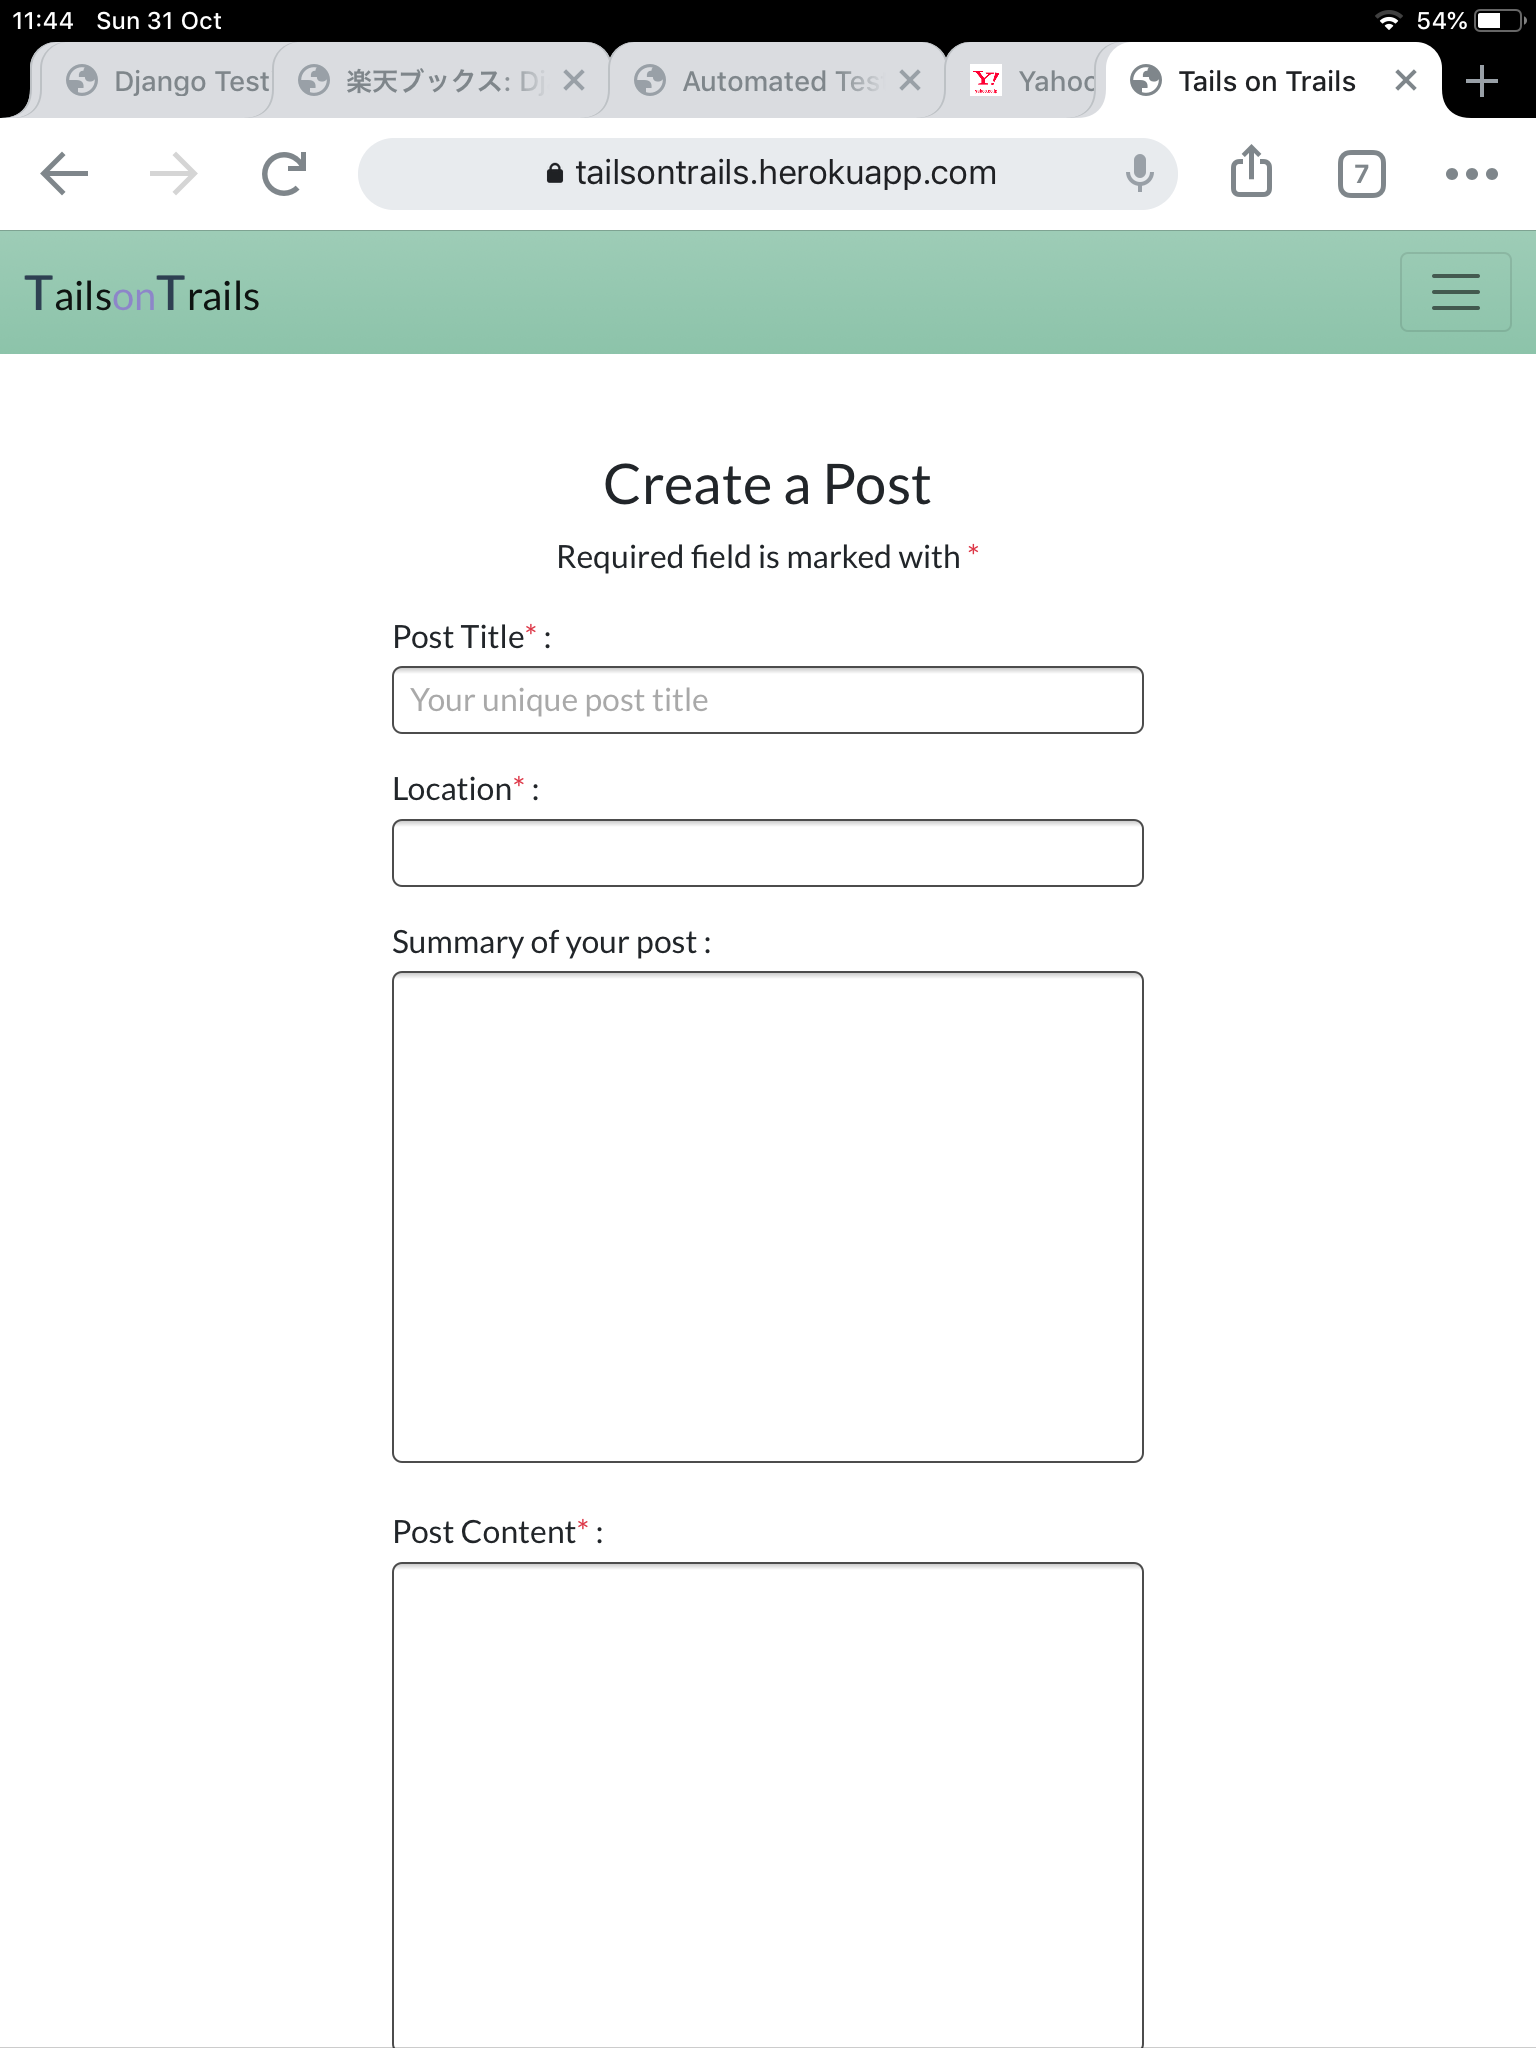 11:44 Sun 31 Oct 54%
Django Test 楽天ブックス: Dj Automated Tes Yahoo Tails on Trails
tailsontrails.herokuapp.com 7
TailsonTrails
Create a Post
Required field is marked with *
Post Title* :
Your unique post title
Location* :
Summary of your post :
Post Content* :